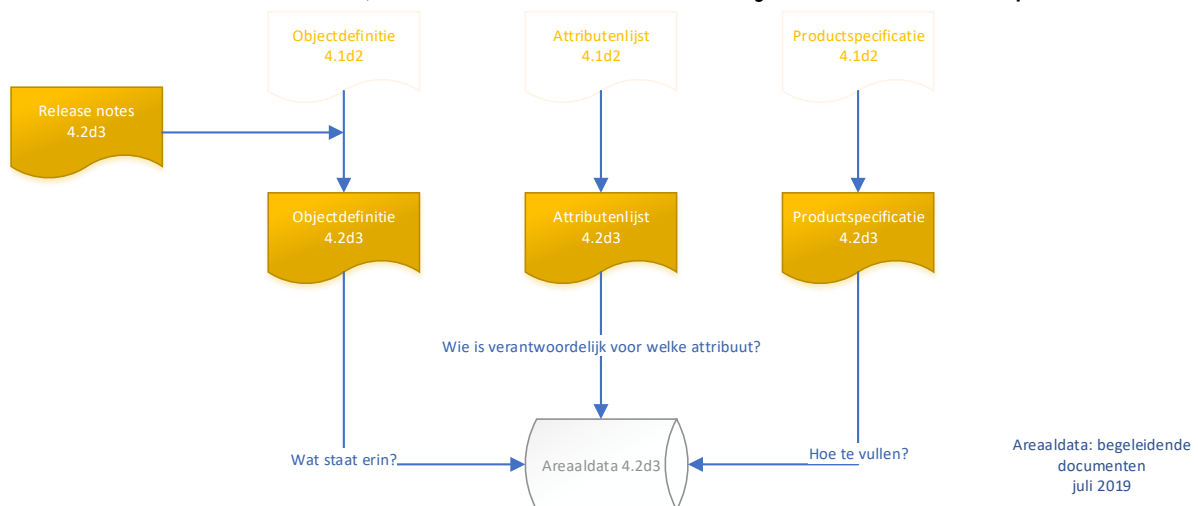 Objectdefinitie
4.1d2
Attributenlijst
4.1d2
Productspecificatie
4.1d2
Release notes
4.2d3
Objectdefinitie
4.2d3
Attributenlijst
4.2d3
Productspecificatie
4.2d3
Wie is verantwoordelijk voor welke attribuut?
Wat staat erin?
Areaaldata 4.2d3
Hoe te vullen?
Areaaldata: begeleidende
documenten
juli 2019